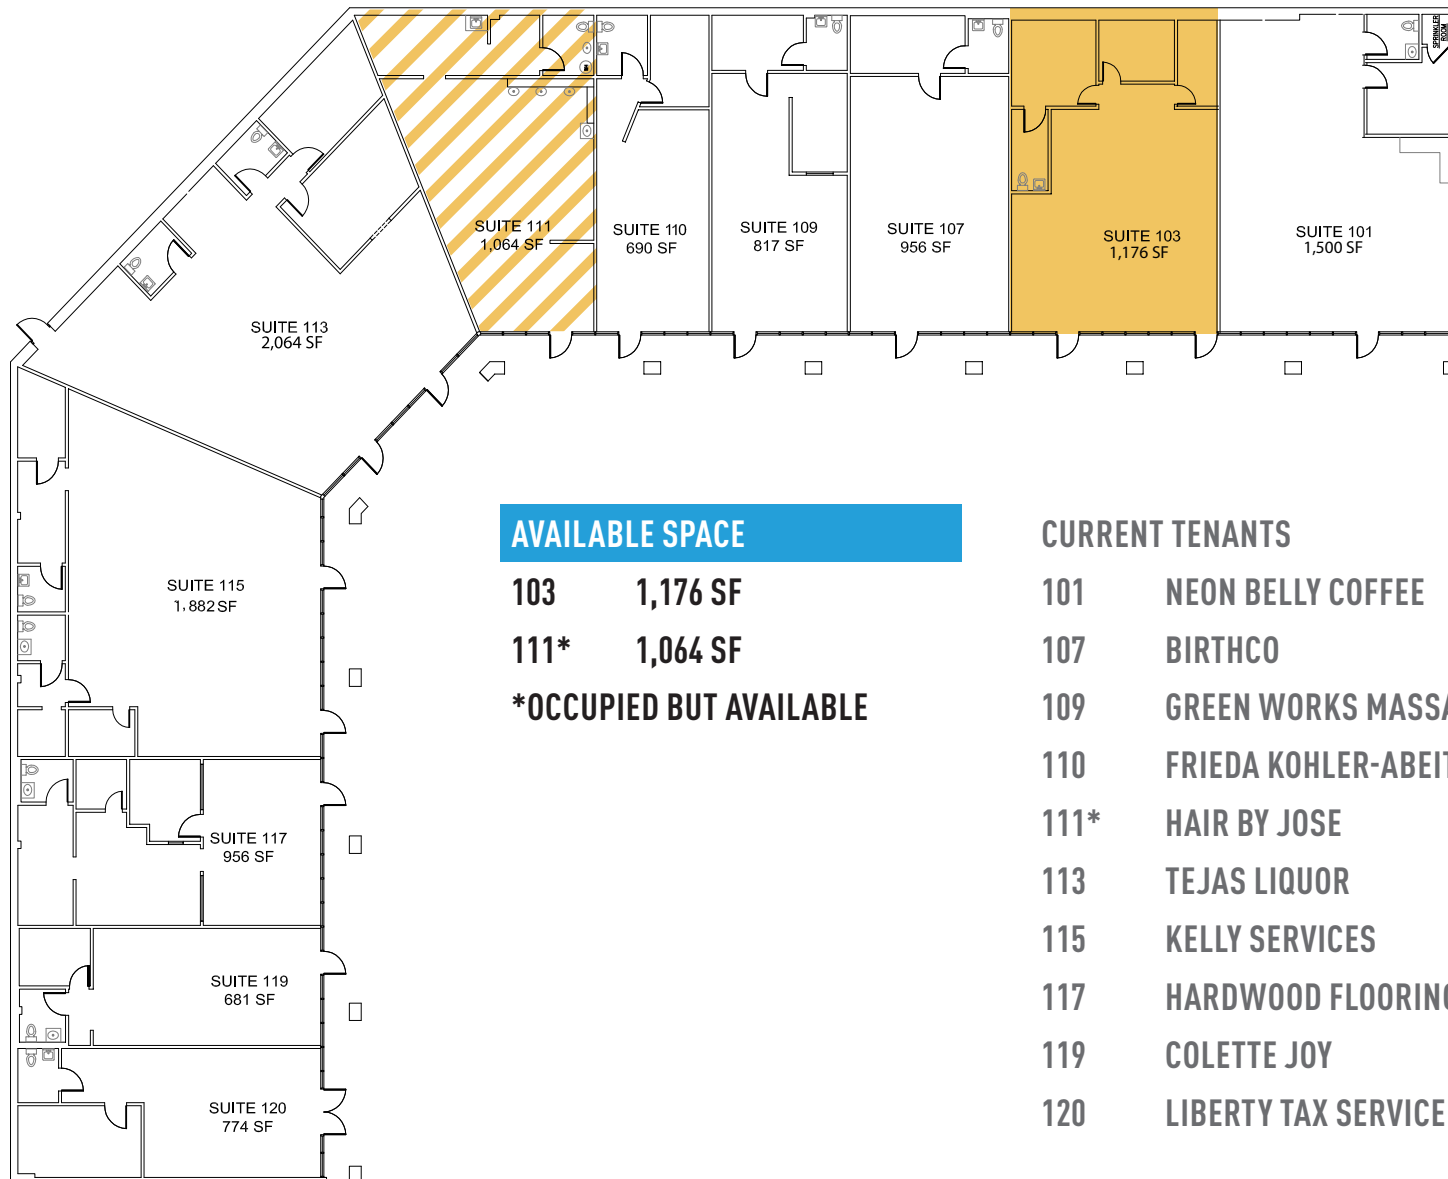 SPRINKLER
ROOM
SUITE 111
1,064 SF
SUITE 110
690 SF
SUITE 109
817 SF
SUITE 107
956 SF
SUITE 103
1,176 SF
SUITE 101
1,500 SF
SUITE 113
2,064 SF
SUITE 115
1,882 SF
SUITE 117
956 SF
SUITE 119
681 SF
SUITE 120
774 SF
AVAILABLE SPACE
103 1,176 SF
111* 1,064 SF
*OCCUPIED BUT AVAILABLE
CURRENT TENANTS
101 NEON BELLY COFFEE
107 BIRTHCO
109 GREEN WORKS MASSA
110 FRIEDA KOHLER-ABEIT
111* HAIR BY JOSE
113 TEJAS LIQUOR
115 KELLY SERVICES
117 HARDWOOD FLOORING
119 COLETTE JOY
120 LIBERTY TAX SERVICE